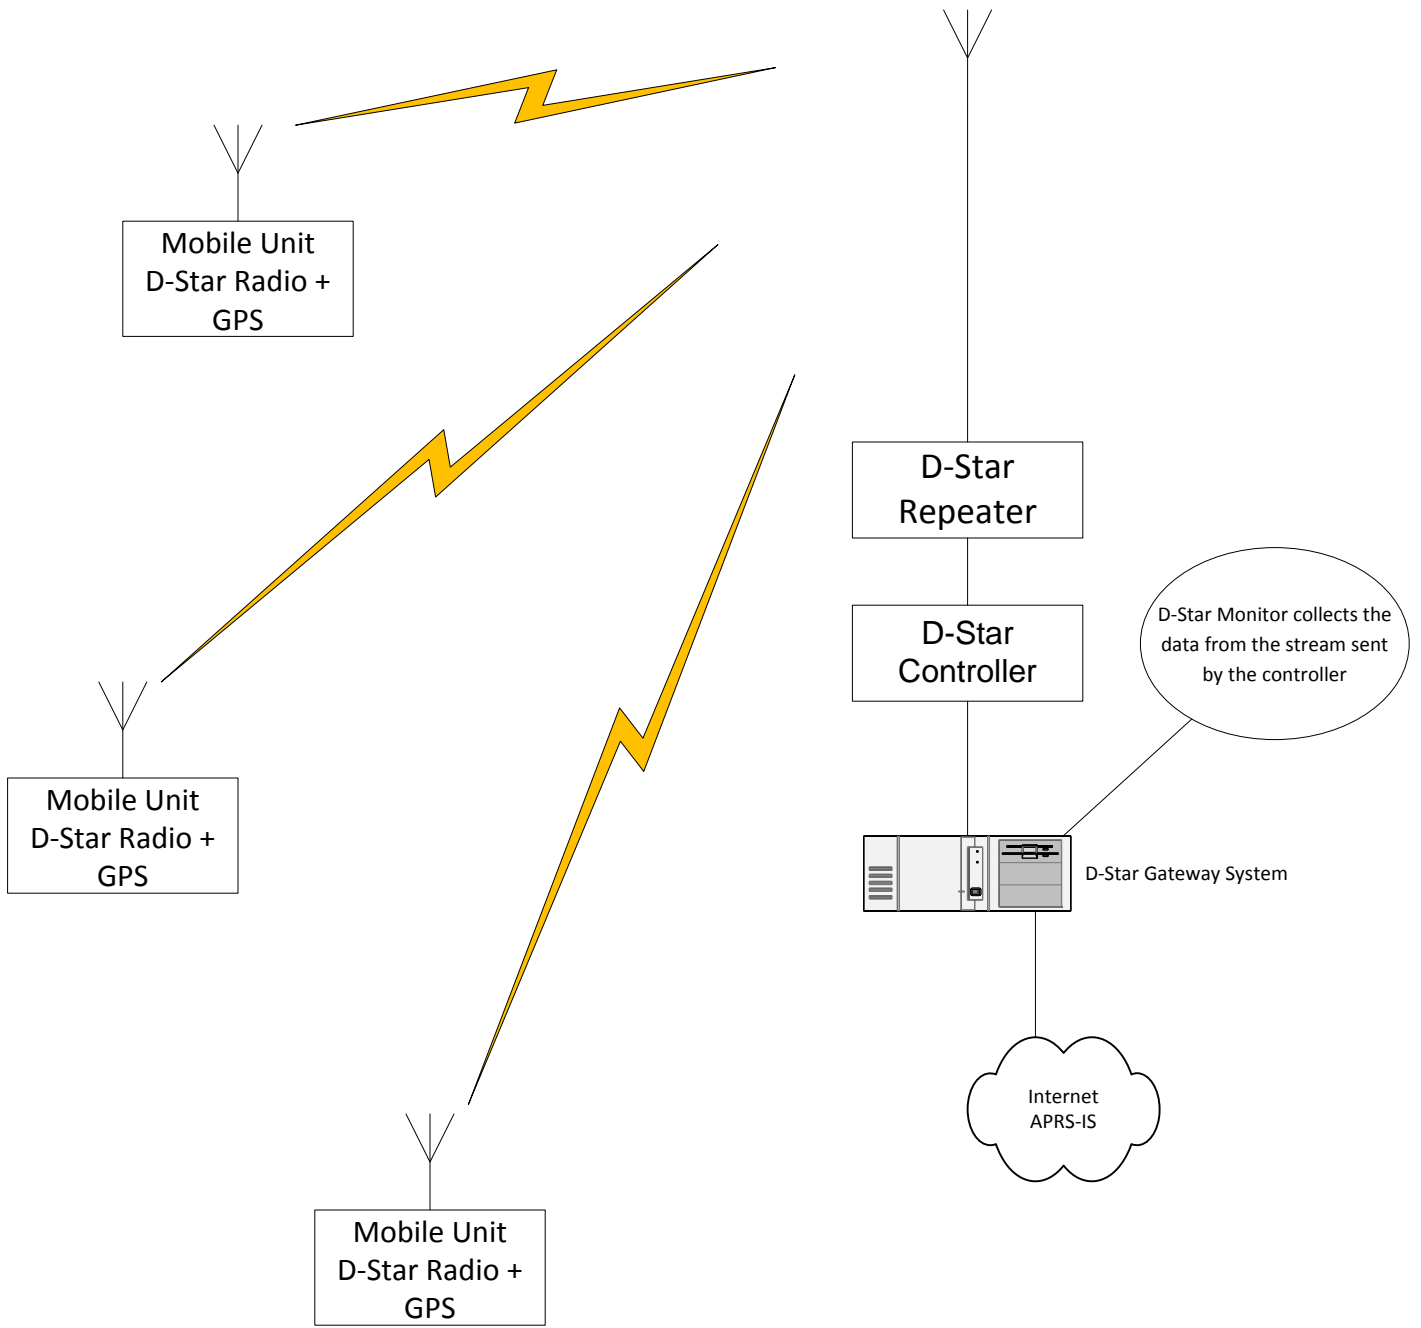 Mobile Unit
D-Star Radio +
GPS
D-Star
Repeater
D-Star
Controller
D-Star Monitor collects the
data from the stream sent
by the controller
Mobile Unit
D-Star Radio +
GPS
D-Star Gateway System
Internet
APRS-IS
Mobile Unit
D-Star Radio +
GPS